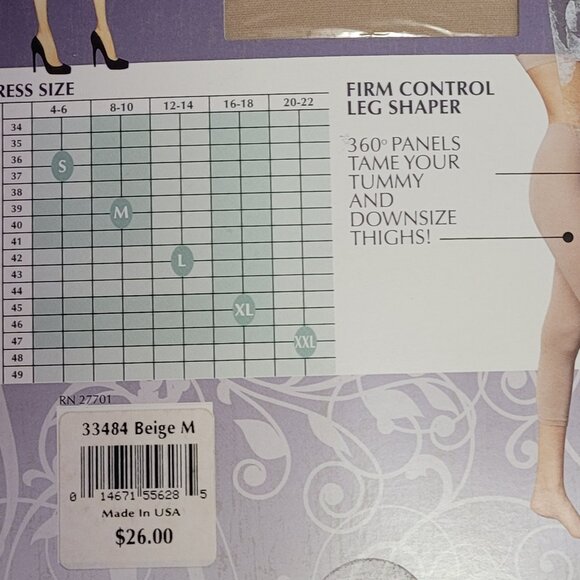 RESS SIZE
4-6 8-10 12-14 16-18 20-22
34
35
36
37
S
38
39
40
M
41
42
43
L
44
45
46
XL
47
48
XXL
49
FIRM CONTROL
LEG SHAPER
360° PANELS
TAME YOUR
TUMMY
AND
DOWNSIZE
THIGHS!
RN 27701
33484 Beige M
0 14671 55628 5
Made In USA
$26.00